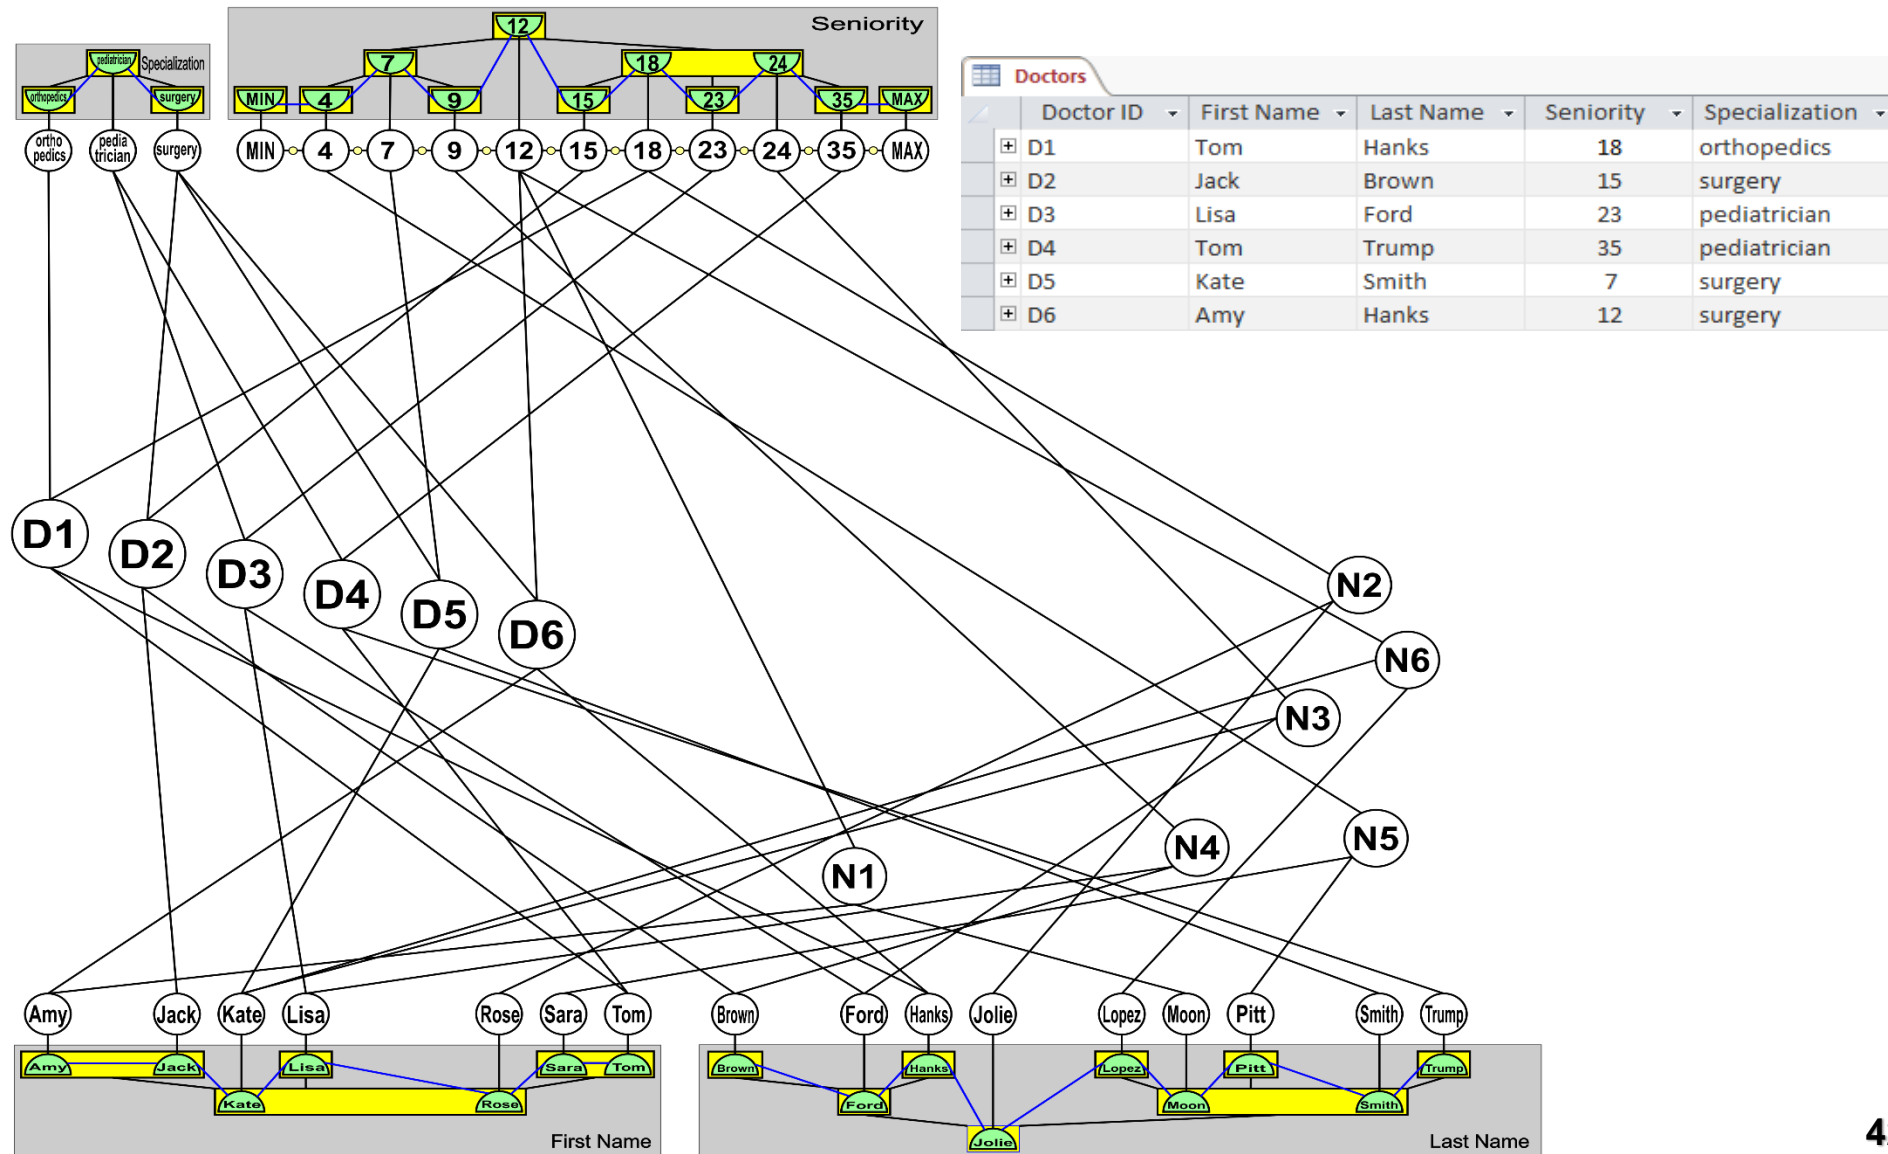 12 Seniority
pediatrician Specialization 7 18 24
orthopedics surgery MIN 4 9 15 23 35 MAX
ortho
pedics
pedia
trician
surgery
MIN 4 7 9 12 15 18 23 24 35 MAX
Doctors
Doctor ID First Name Last Name Seniority Specialization
D1 Tom Hanks 18 orthopedics
D2 Jack Brown 15 surgery
D3 Lisa Ford 23 pediatrician
D4 Tom Trump 35 pediatrician
D5 Kate Smith 7 surgery
D6 Amy Hanks 12 surgery
D1 D2 D3 D4 D5 D6
N2
N6
N3
N5
N4
N1
Amy Jack Kate Lisa Rose Sara Tom Brown Ford Hanks Jolie Lopez Moon Pitt Smith Trump
Amy Jack Lisa Sara Tom Brown Hanks Lopez Pitt Trump
Kate Rose Ford Moon Smith
First Name Jolie Last Name